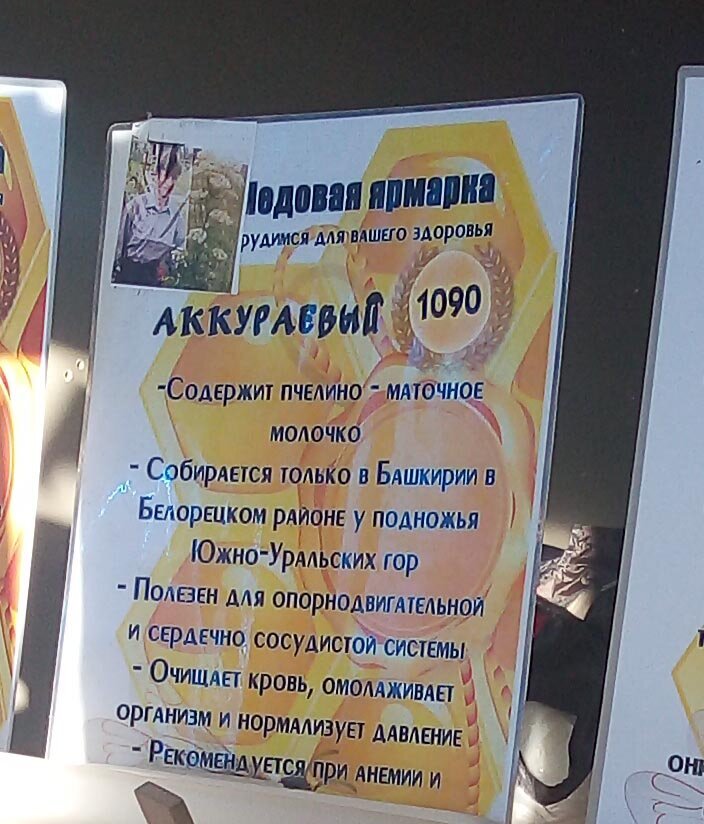 Медовая ярмарка
рудимся для вашего здоровья
АККУРАЕВЫЙ
1090
-Содержит пчелино - маточное
молочко
- Собирается только в Башкирии в
Белорецком районе у подножья
Южно-Уральских гор
- Полезен для опорнодвигательной
и сердечно сосудистой системы
- Очищает кровь, омолаживает
организм и нормализует давление
- Рекомендуется при анемии и